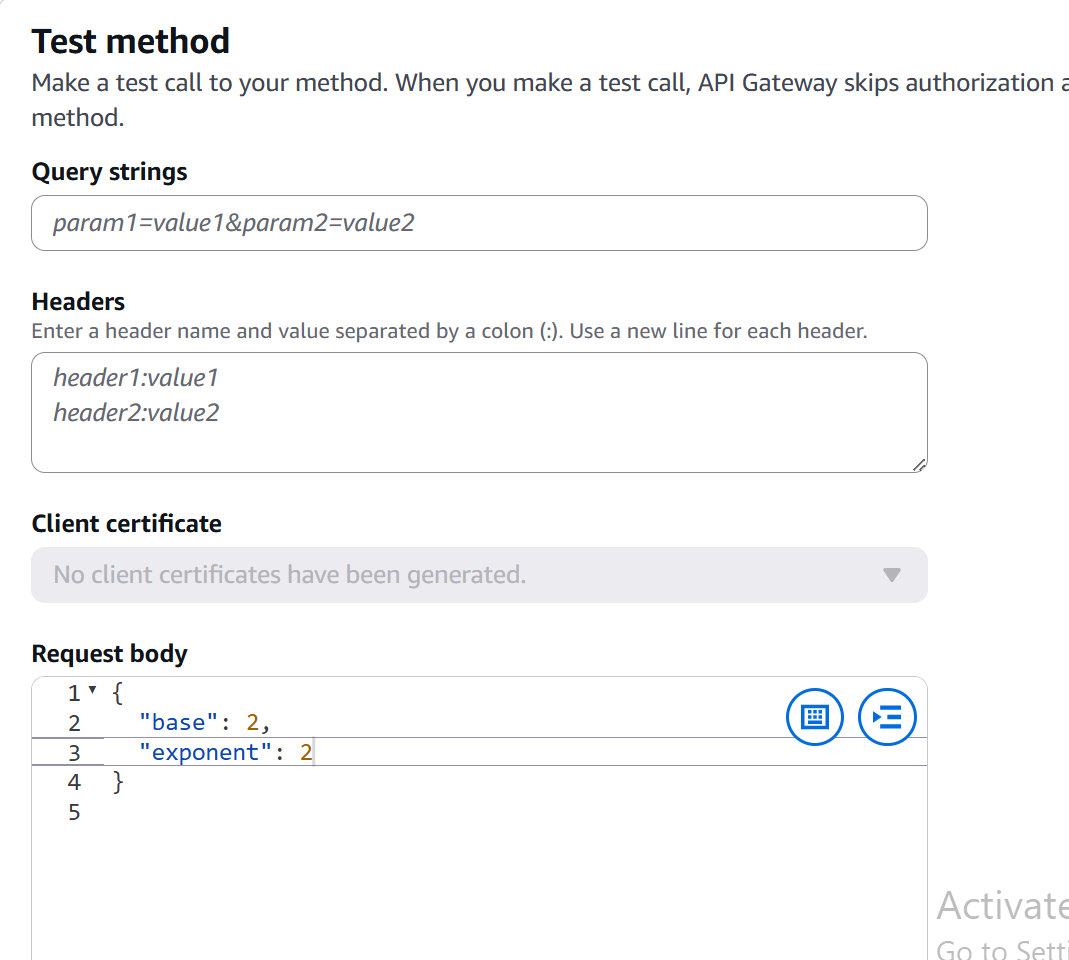 Test method
Make a test call to your method. When you make a test call, API Gateway skips authorization a
method.
Query strings
param1=value1&param2=value2
Headers
Enter a header name and value separated by a colon (:). Use a new line for each header.
header1:value1
header2:value2
Client certificate
No client certificates have been generated.
Request body
1 {
2 "base": 2,
3 "exponent": 2
4 }
5
Activate
Go to Setti